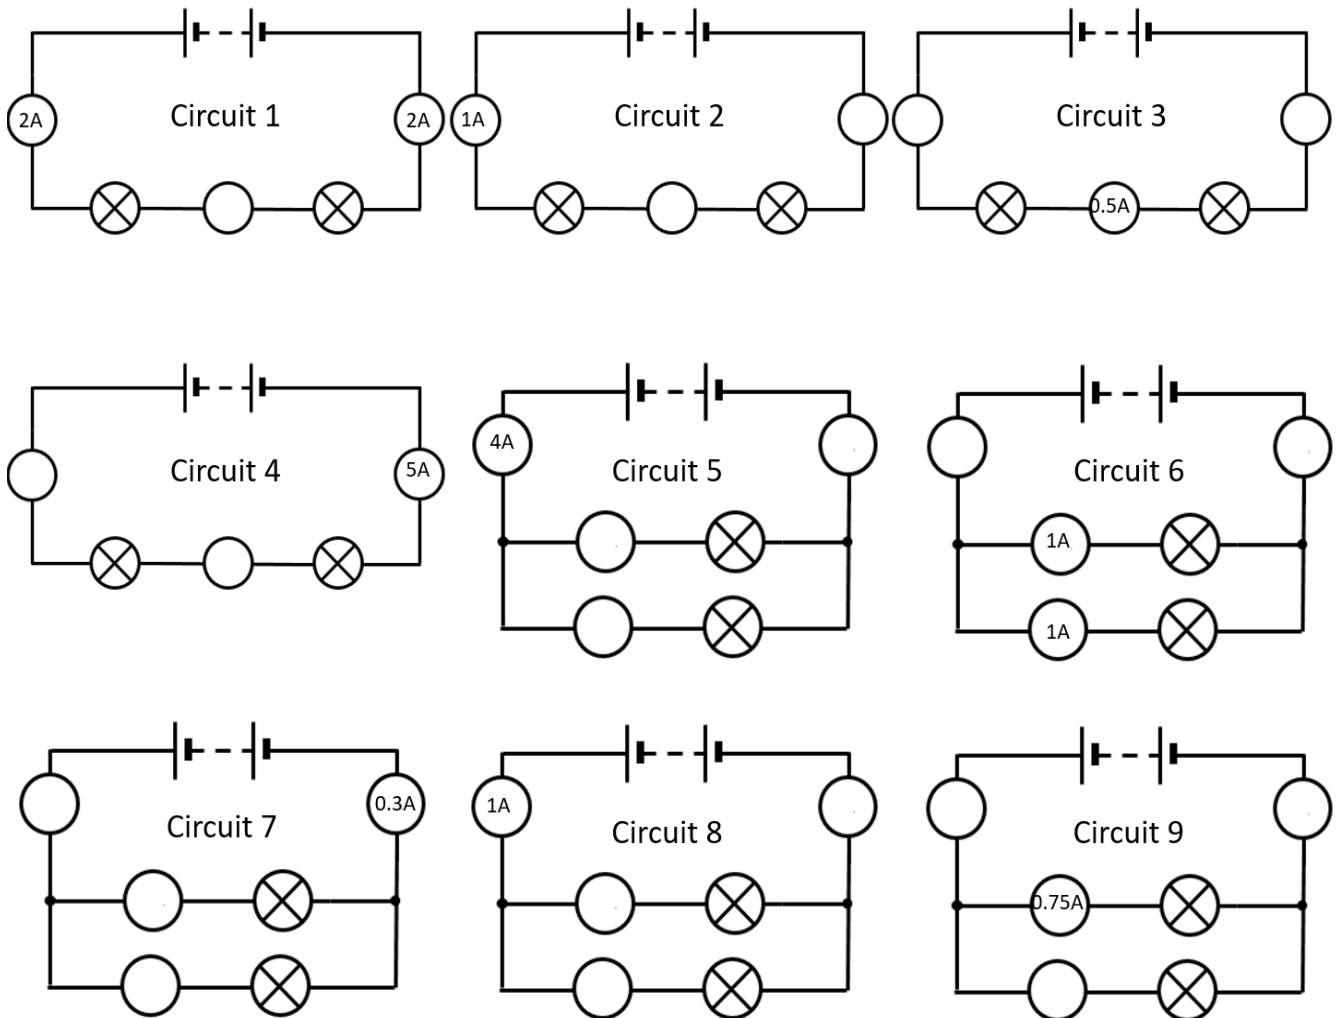 2A
Circuit 1
2A
1A
Circuit 2
Circuit 3
0.5A
Circuit 4
5A
4A
Circuit 5
Circuit 6
1A
1A
Circuit 7
0.3A
1A
Circuit 8
Circuit 9
0.75A